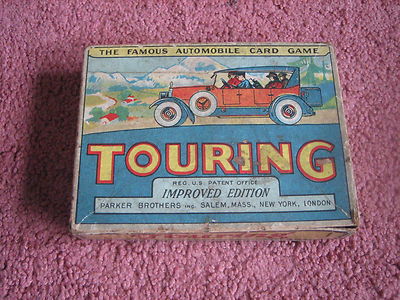 THE FAMOUS AUTOMOBILE CARD GAME
TOURING
REG. U.S. PATENT OFFICE
IMPROVED EDITION
PARKER BROTHERS INC. SALEM, MASS., NEW YORK, LONDON